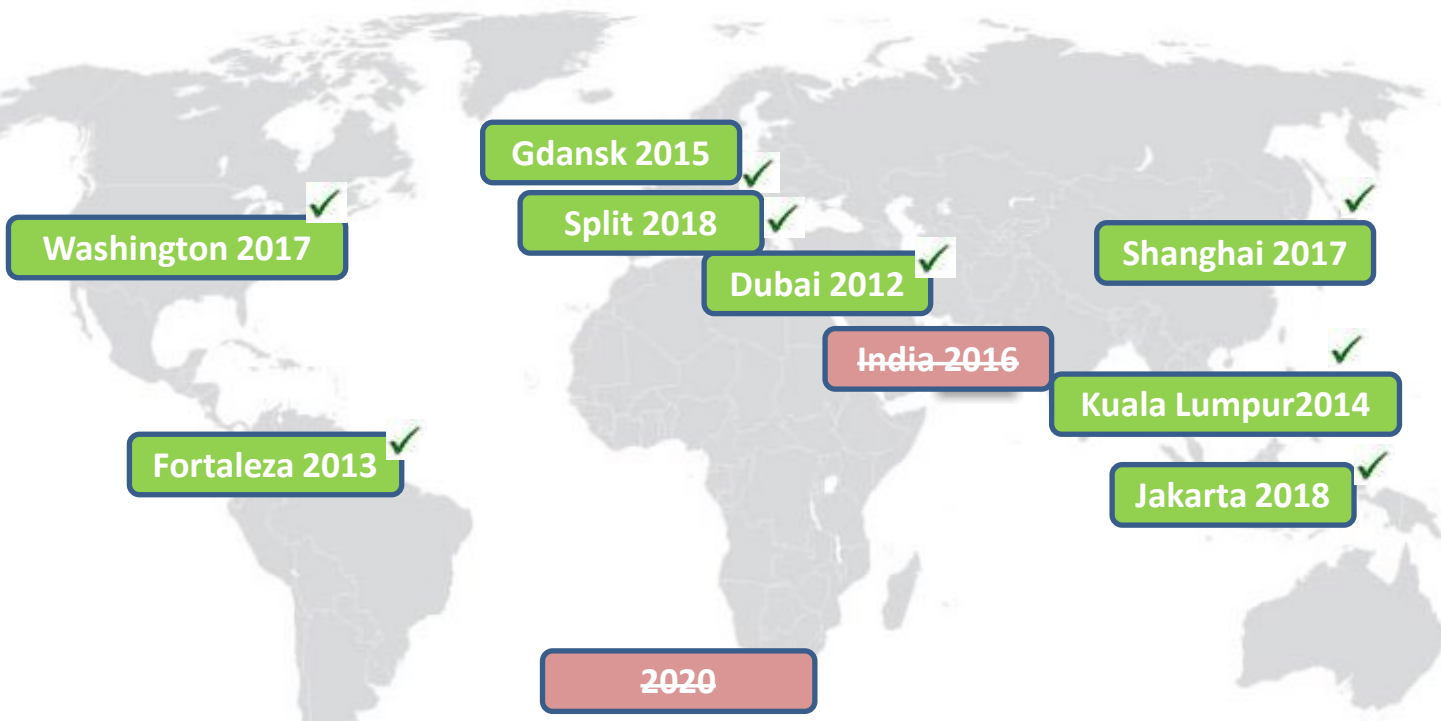 Gdansk 2015
Split 2018
Washington 2017
Shanghai 2017
Dubai 2012
India 2016
Kuala Lumpur2014
Fortaleza 2013
Jakarta 2018
2020